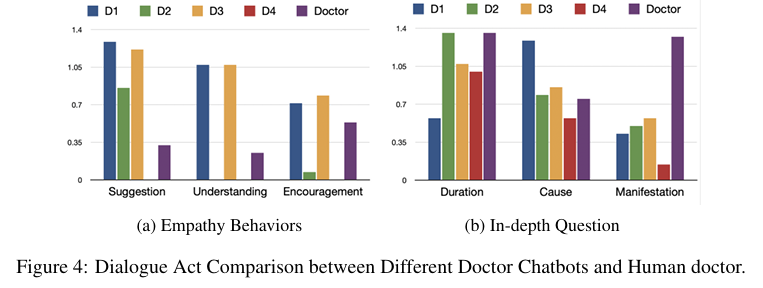 D1 D2 D3 D4 Doctor
1.4
1.05
0.7
0.35
0
Suggestion Understanding Encouragement
(a) Empathy Behaviors
D1 D2 D3 D4 Doctor
1.4
1.05
0.7
0.35
0
Duration Cause Manifestation
(b) In-depth Question
Figure 4: Dialogue Act Comparison between Different Doctor Chatbots and Human doctor.